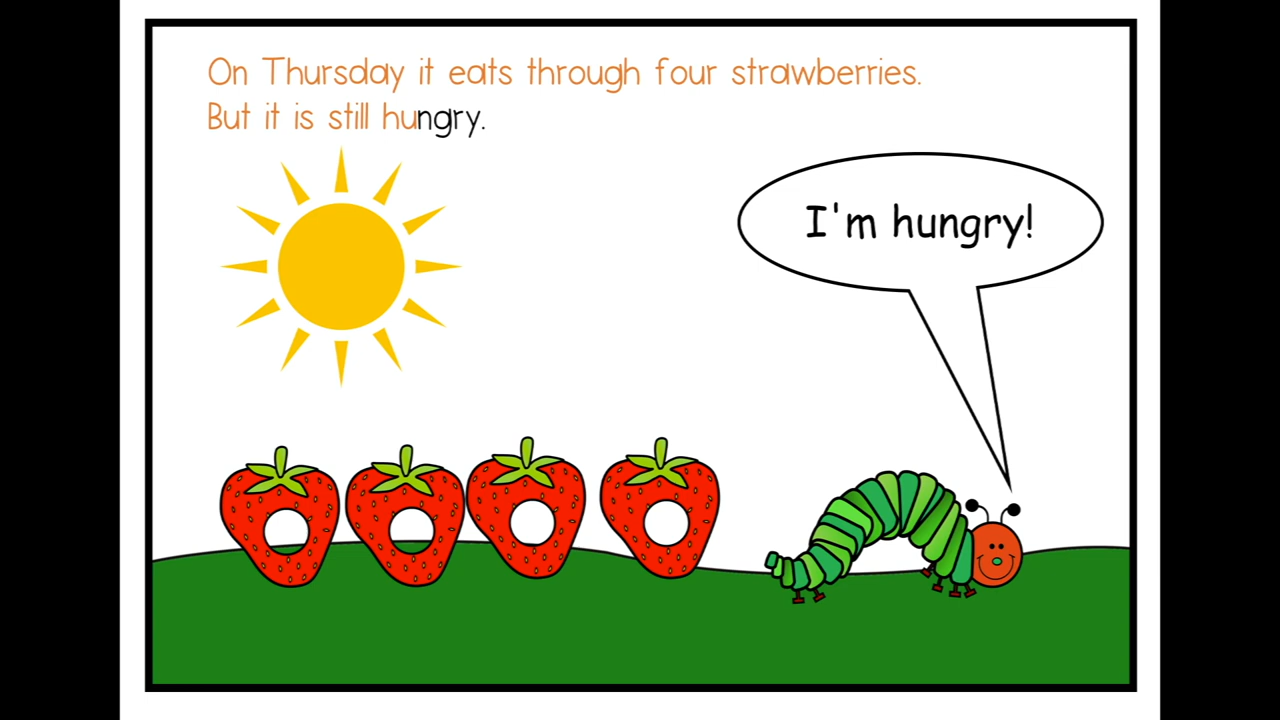 On Thursday it eats through four strawberries.
But it is still hungry.
I'm hungry!